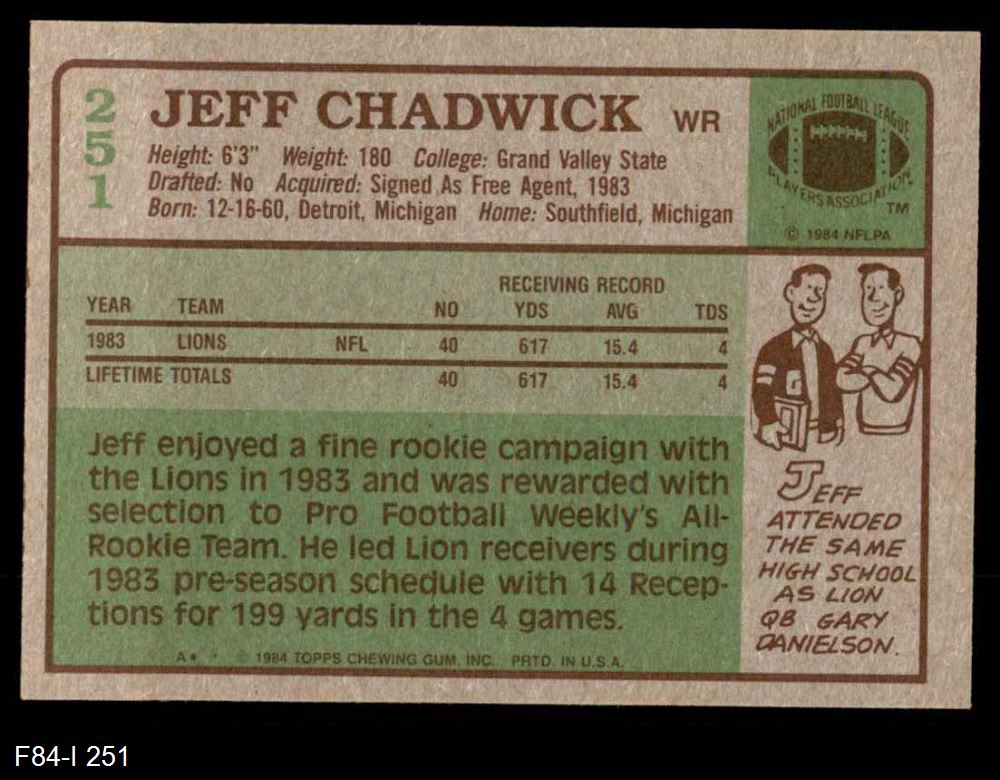 251
JEFF CHADWICK WR
Height: 6'3" Weight: 180 College: Grand Valley State
Drafted: No Acquired: Signed As Free Agent, 1983
Born: 12-16-60, Detroit, Michigan Home: Southfield, Michigan
NATIONAL FOOTBALL LEAGUE
PLAYERS ASSOCIATION
TM
© 1984 NFLPA
RECEIVING RECORD
YEAR TEAM NO YDS AVG TDS
1983 LIONS NFL 40 617 15.4 4
LIFETIME TOTALS 40 617 15.4 4
Jeff enjoyed a fine rookie campaign with
the Lions in 1983 and was rewarded with
selection to Pro Football Weekly's All-
Rookie Team. He led Lion receivers during
1983 pre-season schedule with 14 Recep-
tions for 199 yards in the 4 games.
A* © 1984 TOPPS CHEWING GUM, INC. PRTD. IN U.S.A.
JEFF
ATTENDED
THE SAME
HIGH SCHOOL
AS LION
QB GARY
DANIELSON.
F84-I 251